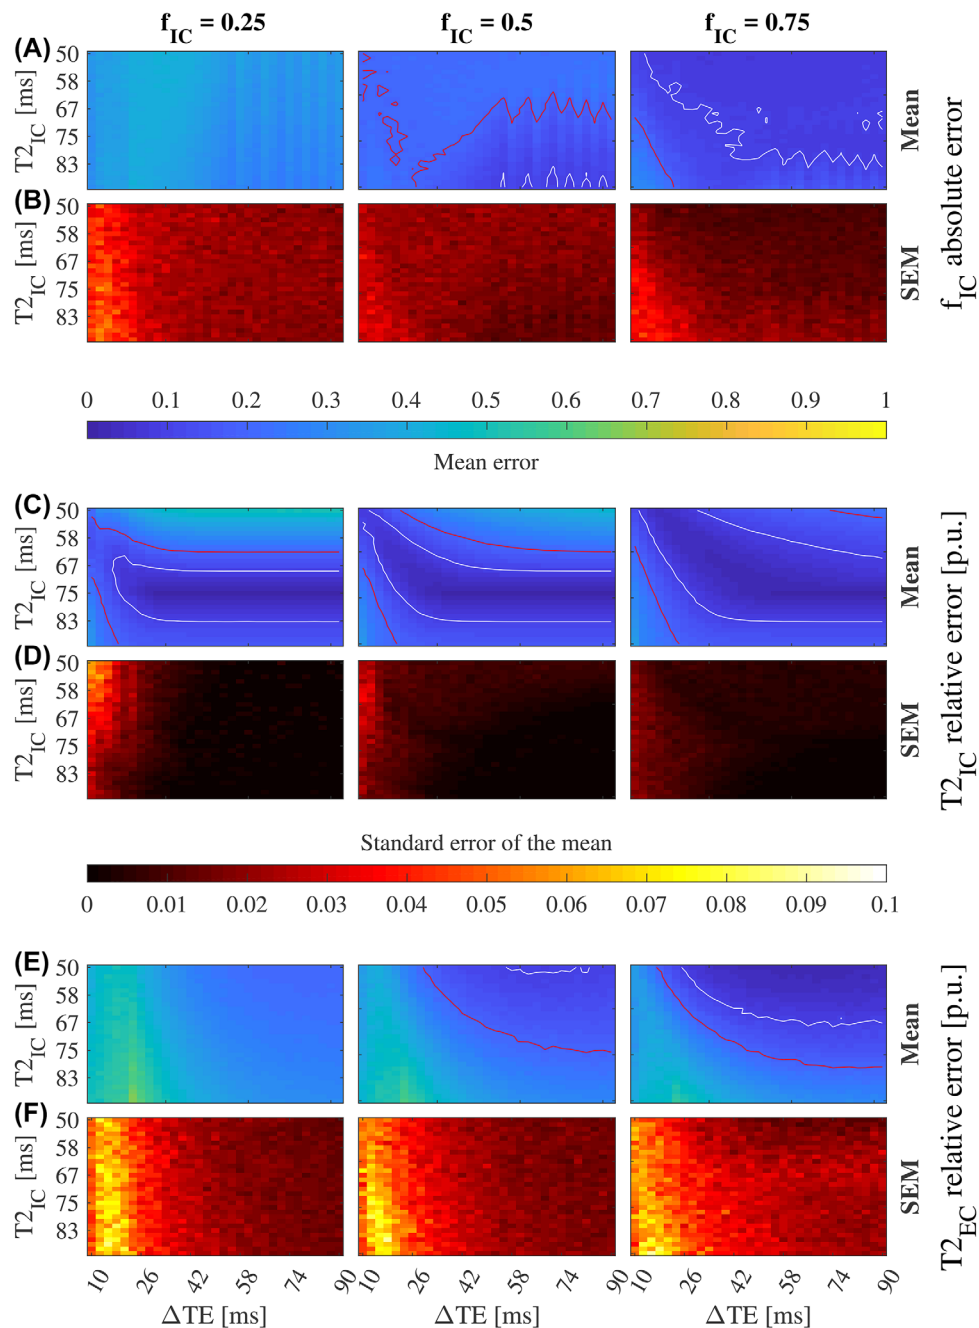 f_IC = 0.25
f_IC = 0.5
f_IC = 0.75
(A)
50
58
67
75
83
T2_IC [ms]
Mean
(B)
50
58
67
75
83
T2_IC [ms]
SEM
f_IC absolute error
0 0.1 0.2 0.3 0.4 0.5 0.6 0.7 0.8 0.9 1
Mean error
(C)
50
58
67
75
83
T2_IC [ms]
Mean
(D)
50
58
67
75
83
T2_IC [ms]
SEM
T2_IC relative error [p.u.]
Standard error of the mean
0 0.01 0.02 0.03 0.04 0.05 0.06 0.07 0.08 0.09 0.1
(E)
50
58
67
75
83
T2_IC [ms]
Mean
(F)
50
58
67
75
83
T2_IC [ms]
SEM
T2_EC relative error [p.u.]
10 26 42 74 90
10 26 42 58 74 90
10 26 42 58 74 90
ΔTE [ms]
ΔTE [ms]
ΔTE [ms]